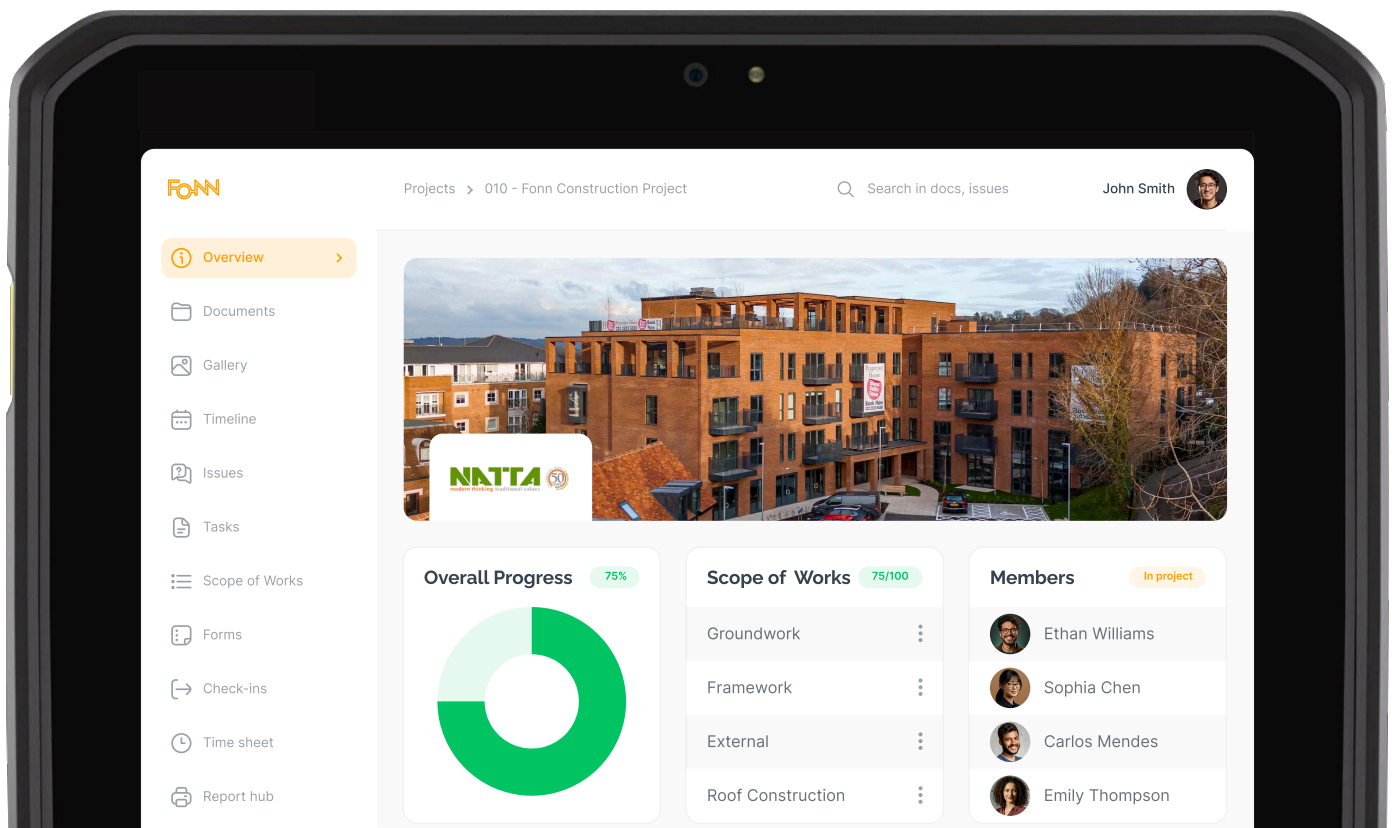 FONN
Projects > 010 - Fonn Construction Project
Search in docs, issues
John Smith
Overview
Documents
Gallery
Timeline
Issues
Tasks
Scope of Works
Forms
Check-ins
Time sheet
Report hub
NATTA 50
modern thinking traditional values
Overall Progress 75%
Scope of Works 75/100
Groundwork
Framework
External
Roof Construction
Members In project
Ethan Williams
Sophia Chen
Carlos Mendes
Emily Thompson